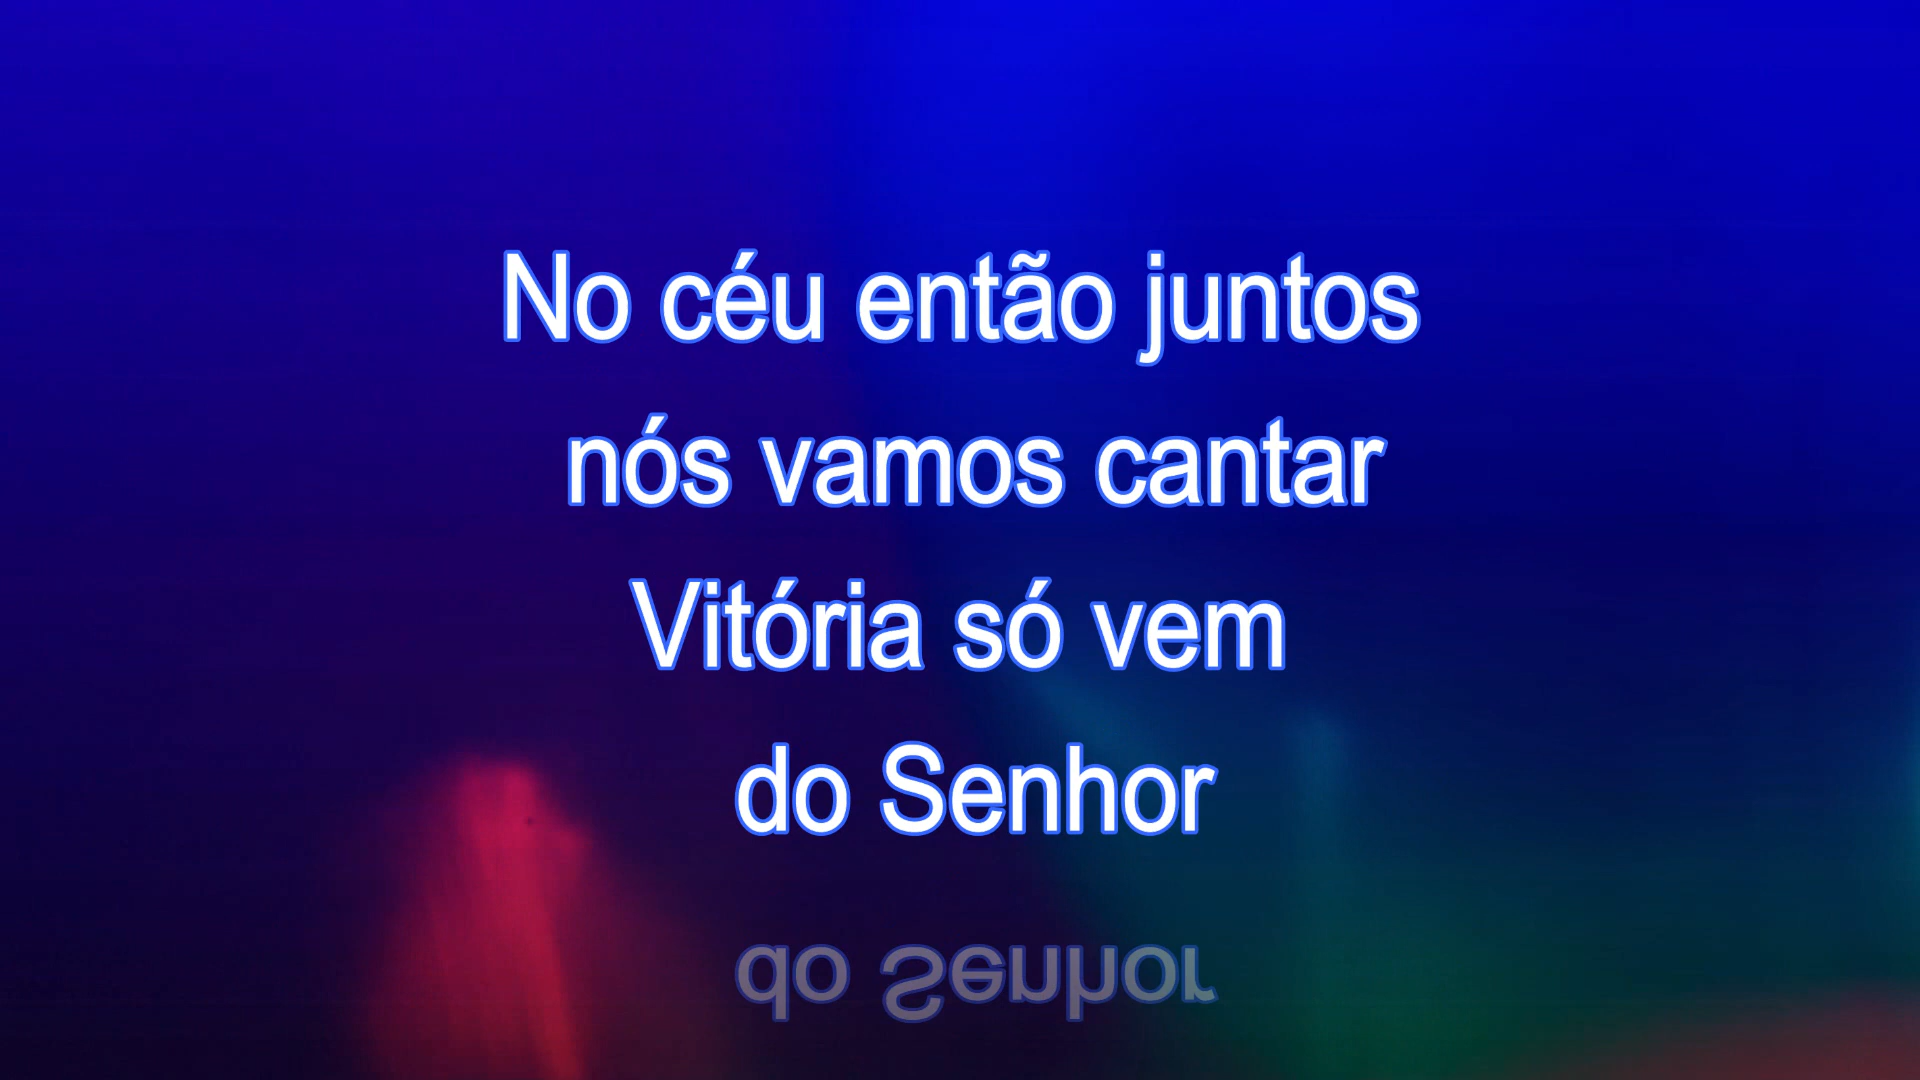 No céu então juntos
nós vamos cantar
Vitória só vem
do Senhor